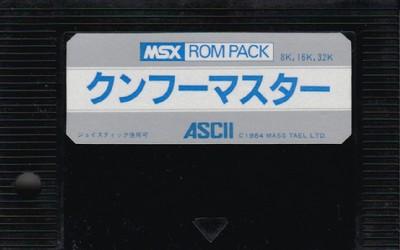 MSX ROM PACK
8K,16K,32K
クンフーマスター
ジョイスティック使用可
ASCII
©1984 MASS TAEL LTD.